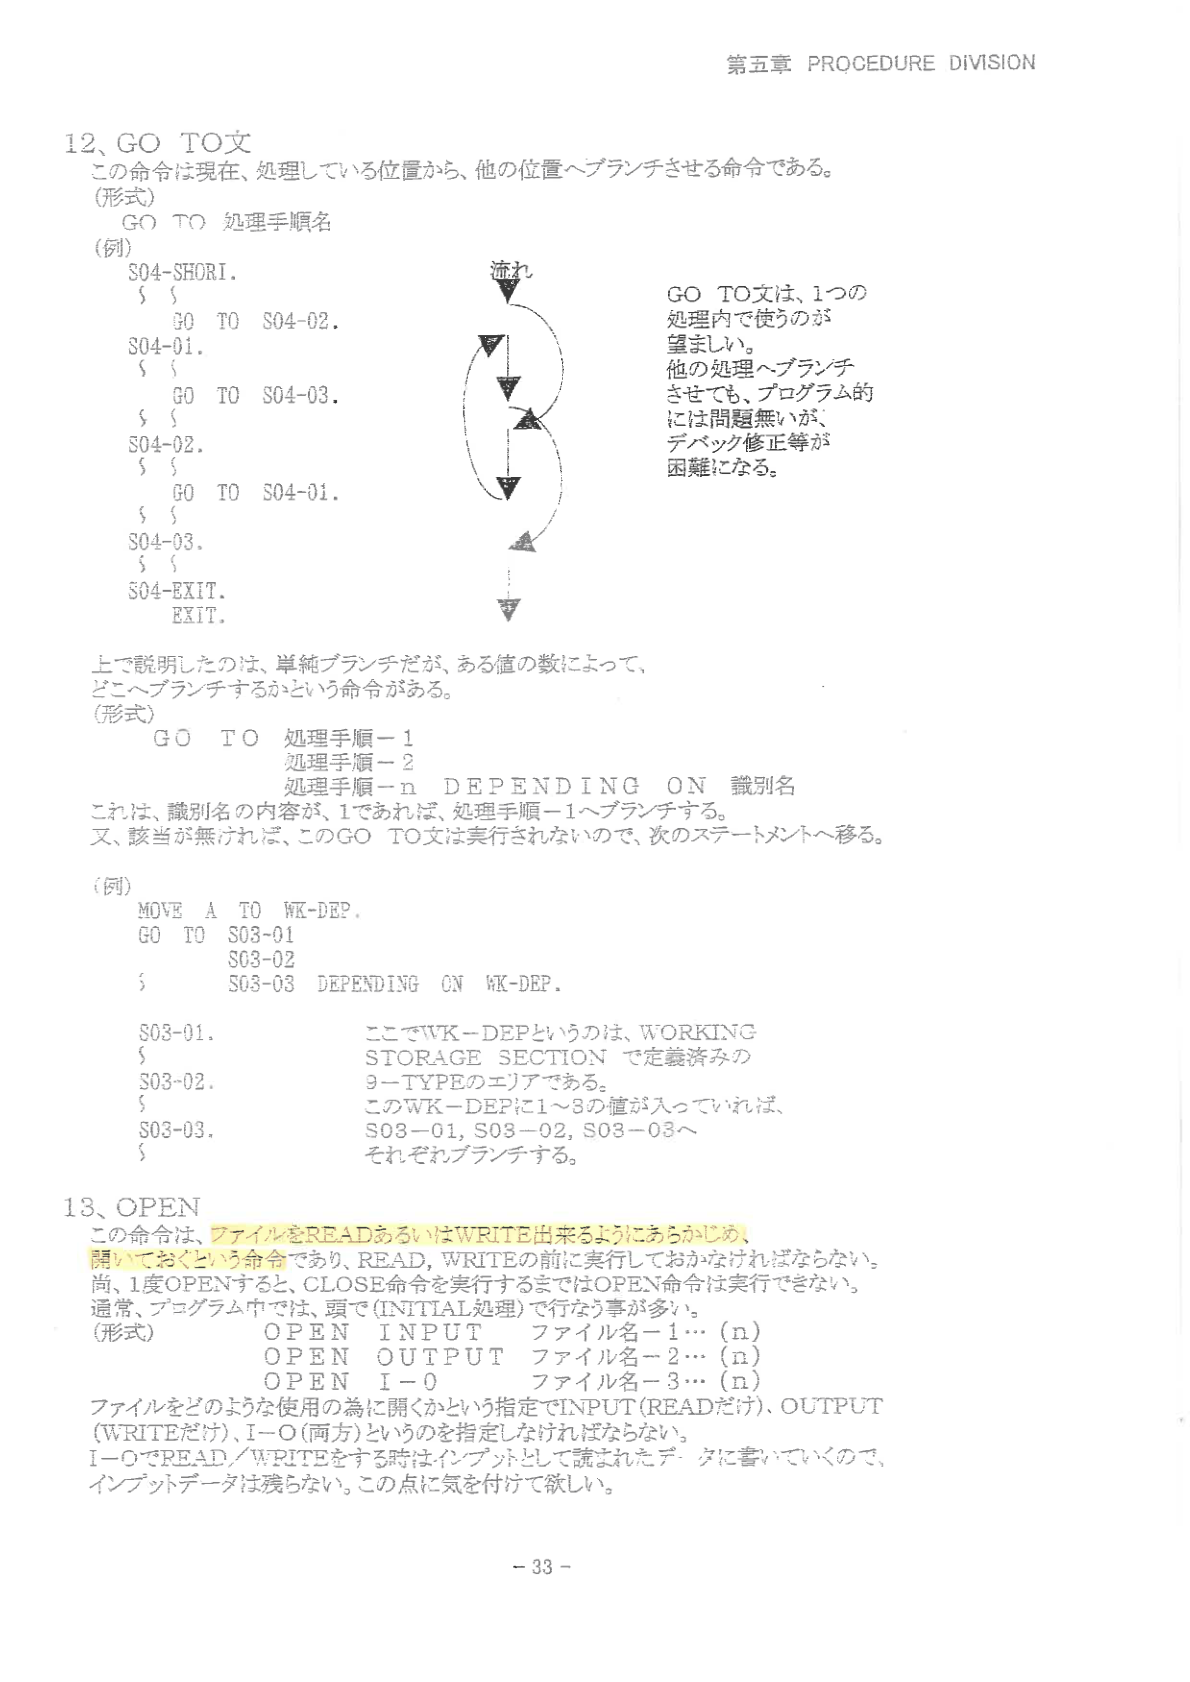 第五章 PROCEDURE DIVISION
12、GO TO文
この命令は現在、処理している位置から、他の位置へブランチさせる命令である。
(形式)
GO TO 処理手順名
(例)
S04-SHORI.
流れ
GO TO S04-02.
S04-01.
GO TO S04-03.
S04-02.
GO TO S04-01.
S04-03.
S04-EXIT.
EXIT.
GO TO文は、1つの
処理内で使うのが
望ましい。
他の処理へブランチ
させても、プログラム的
には問題無いが、
デバック修正等が
困難になる。
上で説明したのは、単純ブランチだが、ある値の数によって、
どこへブランチするかという命令がある。
(形式)
GO TO 処理手順-1
処理手順-2
処理手順-n DEPENDING ON 識別名
これは、識別名の内容が、1であれば、処理手順-1へブランチする。
又、該当が無ければ、このGO TO文は実行されないので、次のステートメントへ移る。
(例)
MOVE A TO WK-DEP.
GO TO S03-01
S03-02
S03-03 DEPENDING ON WK-DEP.
S03-01.
S03-02.
S03-03.
ここでWK-DEPというのは、WORKING
STORAGE SECTION で定義済みの
9-TYPEのエリアである。
このWK-DEPに1~3の値が入っていれば、
S03-01, S03-02, S03-03へ
それぞれブランチする。
13、OPEN
この命令は、ファイルをREADあるいはWRITE出来るようにあらかじめ、
開いておくという命令であり、READ, WRITEの前に実行しておかなければならない。
尚、1度OPENすると、CLOSE命令を実行するまではOPEN命令は実行できない。
通常、プログラム中では、頭で(INITIAL処理)で行なう事が多い。
(形式) OPEN INPUT ファイル名-1… (n)
OPEN OUTPUT ファイル名-2… (n)
OPEN I-O ファイル名-3… (n)
ファイルをどのような使用の為に開くかという指定でINPUT(READだけ)、OUTPUT
(WRITEだけ)、I-O(両方)というのを指定しなければならない。
I-OでREAD/WRITEをする時はインプットとして読まれたデータに書いていくので、
インプットデータは残らない。この点に気を付けて欲しい。
- 33 -